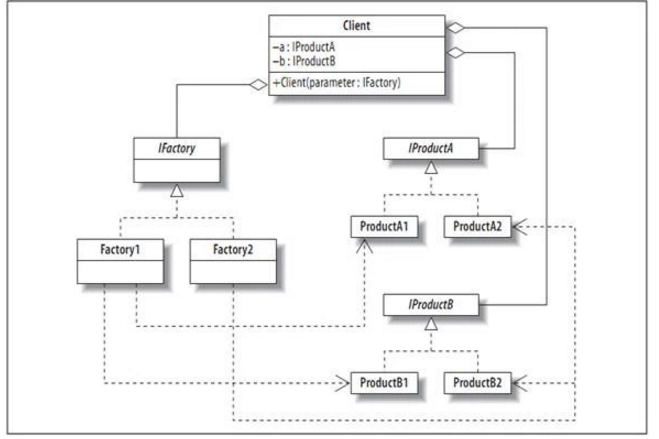 Client
–a : IProductA
–b : IProductB
+Client(parameter : IFactory)
IFactory
IProductA
Factory1
Factory2
ProductA1
ProductA2
IProductB
ProductB1
ProductB2